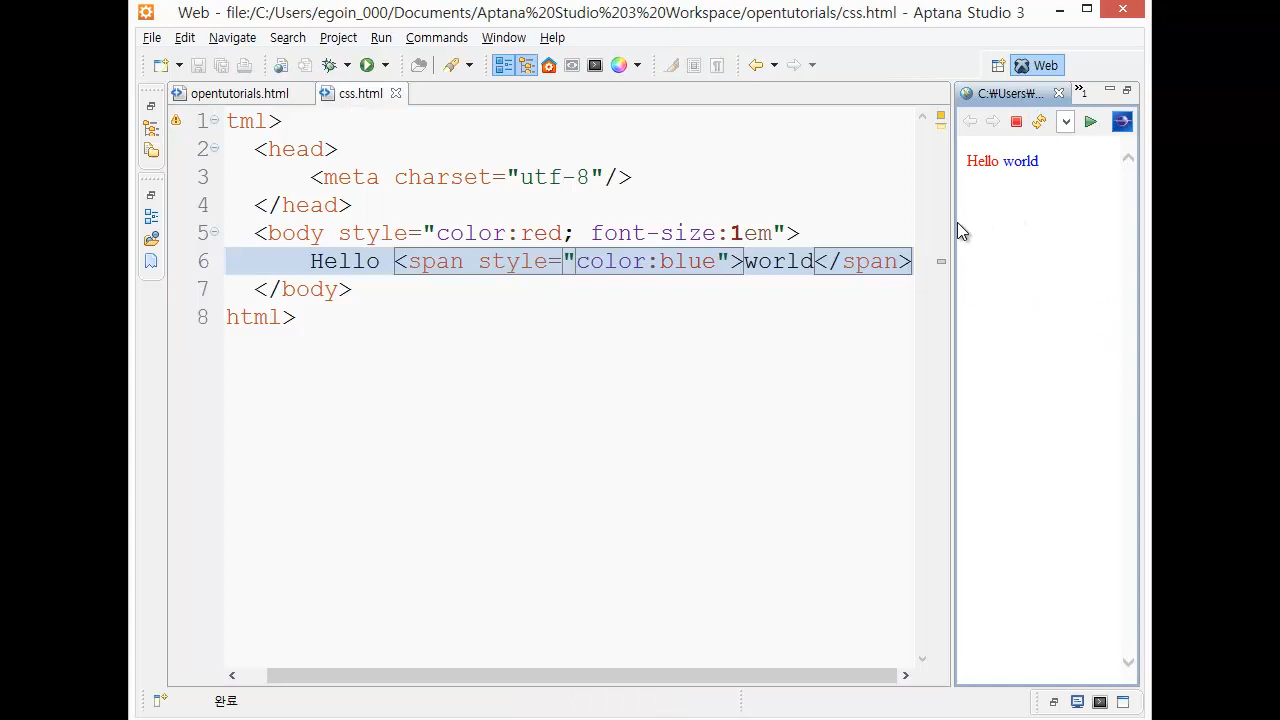 Web - file:/C:/Users/egoin_000/Documents/Aptana%20Studio%203%20Workspace/opentutorials/css.html - Aptana Studio 3
File Edit Navigate Search Project Run Commands Window Help
Web
opentutorials.html css.html C:₩Users₩... »1
1 tml>
2 <head>
3 <meta charset="utf-8"/>
4 </head>
5 <body style="color:red; font-size:1em">
6 Hello <span style="color:blue">world</span>
7 </body>
8 html>
Hello world
완료